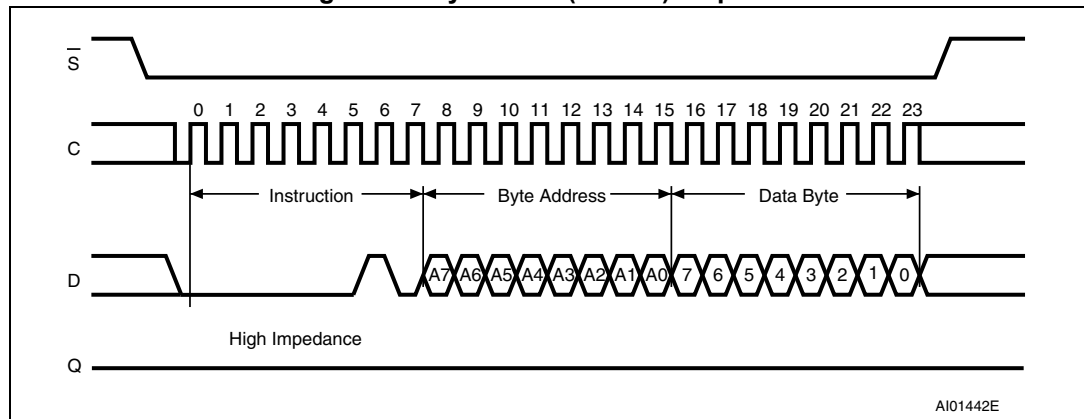 S
0 1 2 3 4 5 6 7 8 9 10 11 12 13 14 15 16 17 18 19 20 21 22 23
C
Instruction Byte Address Data Byte
D A7 A6 A5 A4 A3 A2 A1 A0 7 6 5 4 3 2 1 0
High Impedance
Q
AI01442E